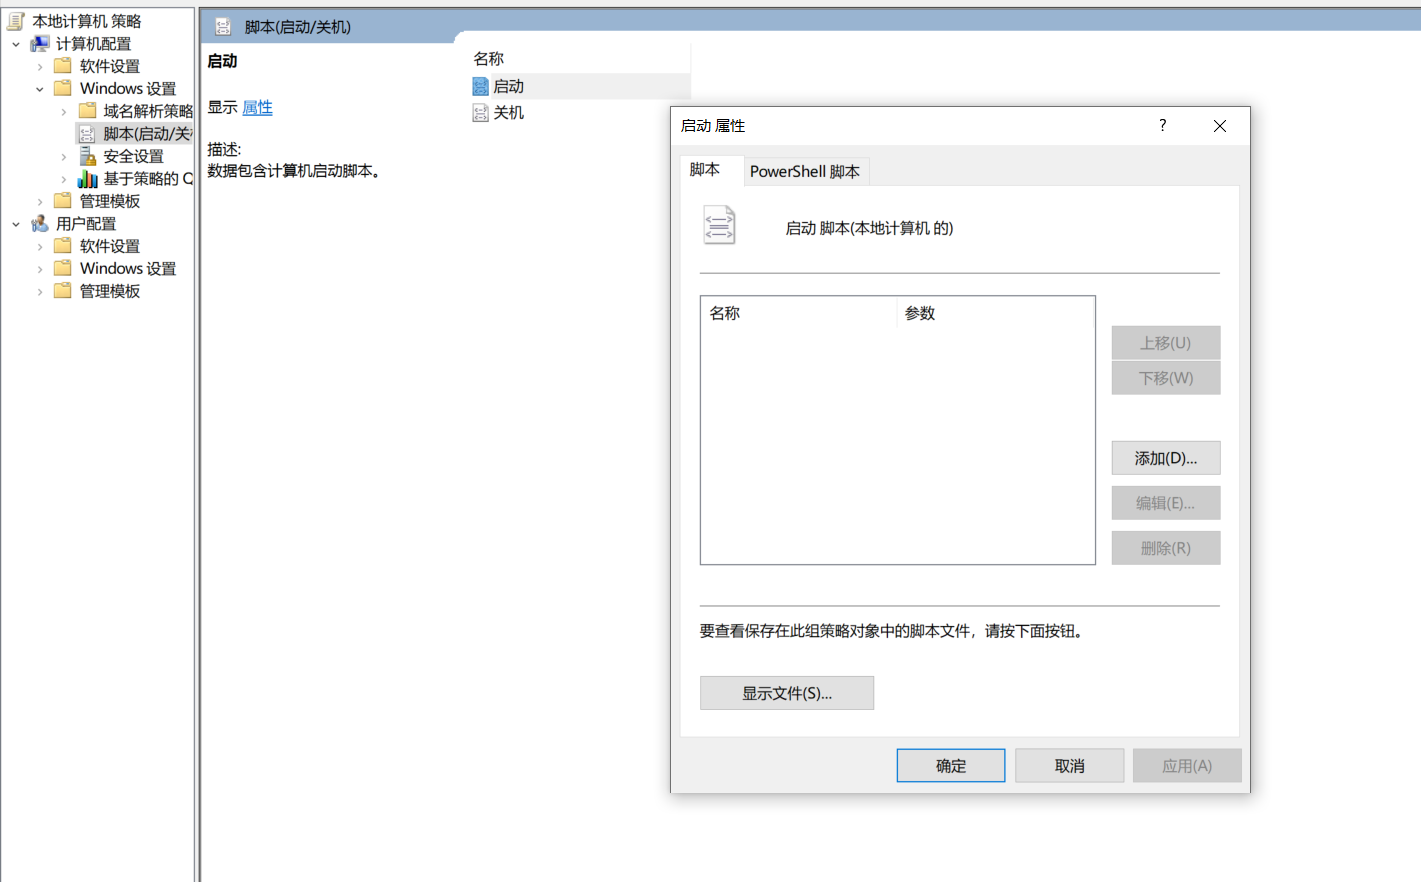 本地计算机 策略
计算机配置
软件设置
Windows 设置
域名解析策略
脚本(启动/关
安全设置
基于策略的 Q
管理模板
用户配置
软件设置
Windows 设置
管理模板
脚本(启动/关机)
启动
显示 属性
描述:
数据包含计算机启动脚本。
名称
启动
关机
启动 属性
?
脚本
PowerShell 脚本
启动 脚本(本地计算机 的)
名称
参数
上移(U)
下移(W)
添加(D)...
编辑(E)...
删除(R)
要查看保存在此组策略对象中的脚本文件，请按下面按钮。
显示文件(S)...
确定
取消
应用(A)